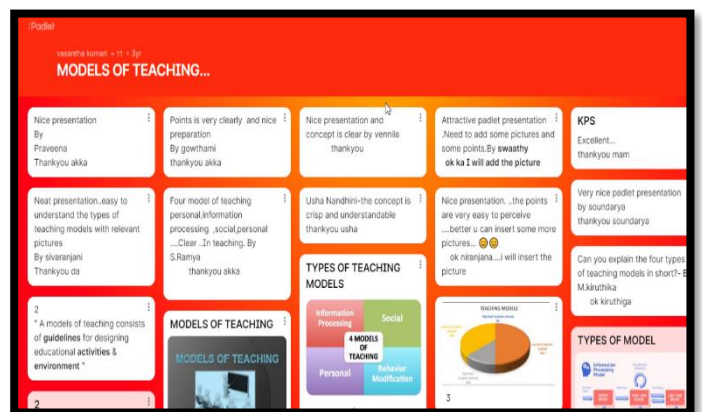 Padlet
vasantha kumari + 11 • 3yr
MODELS OF TEACHING...
Nice presentation
By
Praveena
Thankyou akka
Neat presentation..easy to
understand the types of
teaching models with relevant
pictures
By sivaranjani
Thankyou da
2
" A models of teaching consists
of guidelines for designing
educational activities &
environment "
2
Points is very clearly and nice
preparation
By gowthami
thankyou akka
Four model of teaching
personal,information
processing ,social,personal
....Clear ..In teaching. By
S.Ramya
thankyou akka
MODELS OF TEACHING
MODELS OF TEACHING
Nice presentation and
concept is clear by vennila
thankyou
Usha Nandhini-the concept is
crisp and understandable
thankyou usha
TYPES OF TEACHING
MODELS
Information
Processing
Social
4 MODELS
OF
TEACHING
Personal
Behavior
Modification
Attractive padlet presentation
.Need to add some pictures and
some points.By swaathy
ok ka I will add the picture
Nice presentation. ..the points
are very easy to perceive
....better u can insert some more
pictures... 😀😀
ok niranjana....i will insert the
picture
TEACHING MODELS
3
KPS
Excellent...
thankyou mam
Very nice padlet presentation
by soundarya
thankyou soundarya
Can you explain the four types
of teaching models in short?- B
M.kiruthika
ok kiruthiga
TYPES OF MODEL
Information
Processing
Model